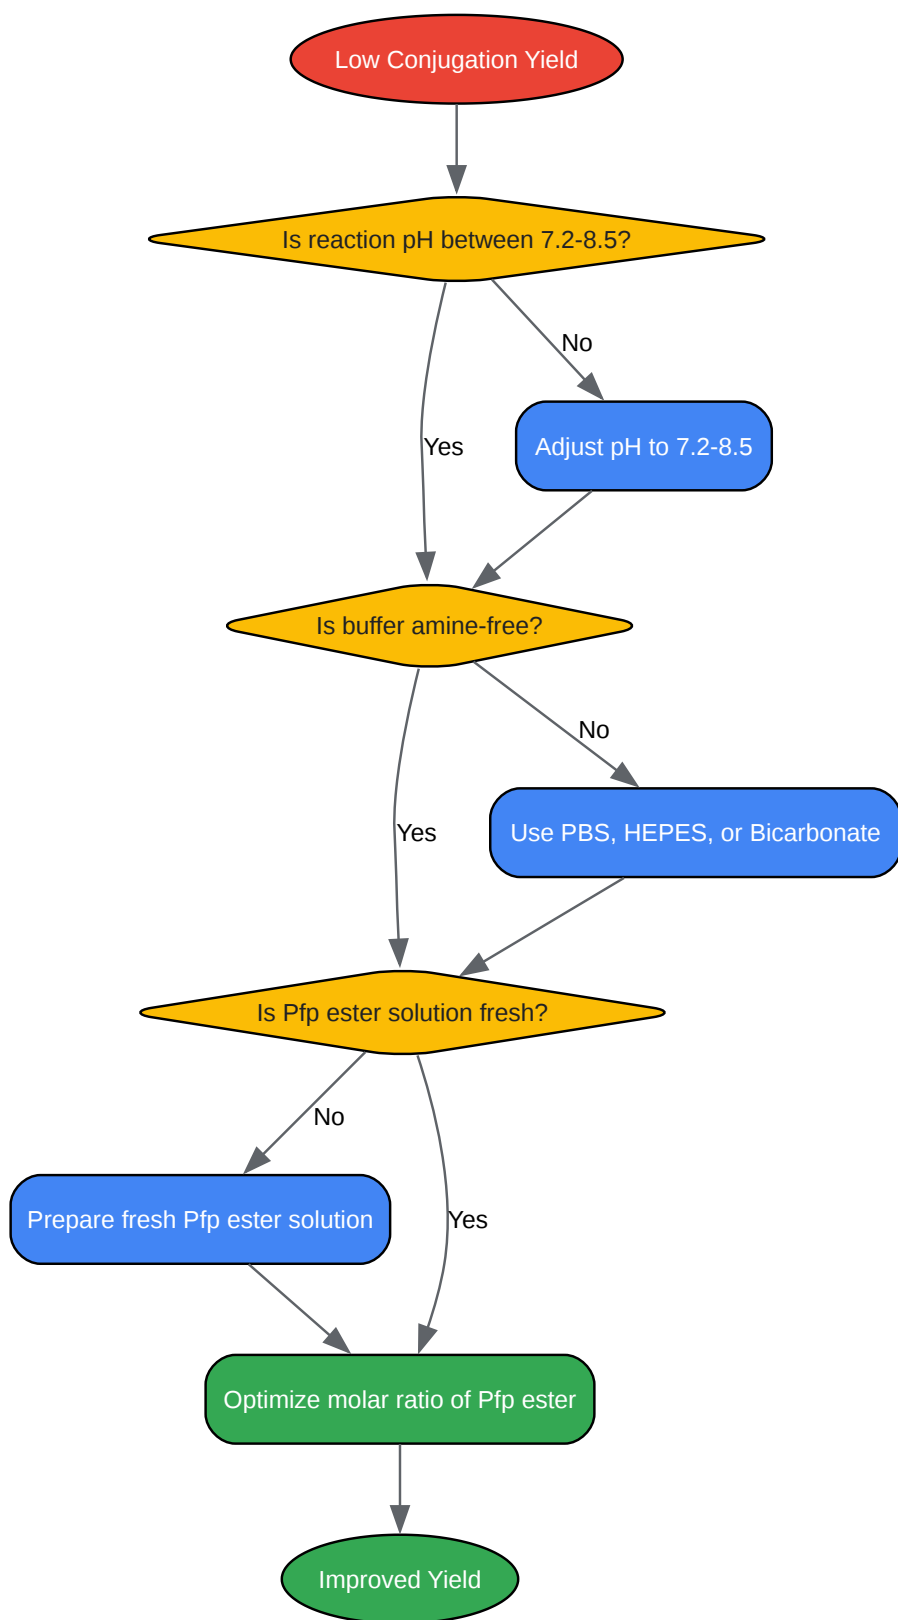 Low Conjugation Yield
Is reaction pH between 7.2-8.5?
No
Yes
Adjust pH to 7.2-8.5
Is buffer amine-free?
No
Yes
Use PBS, HEPES, or Bicarbonate
Is Pfp ester solution fresh?
No
Prepare fresh Pfp ester solution
Yes
Optimize molar ratio of Pfp ester
Improved Yield